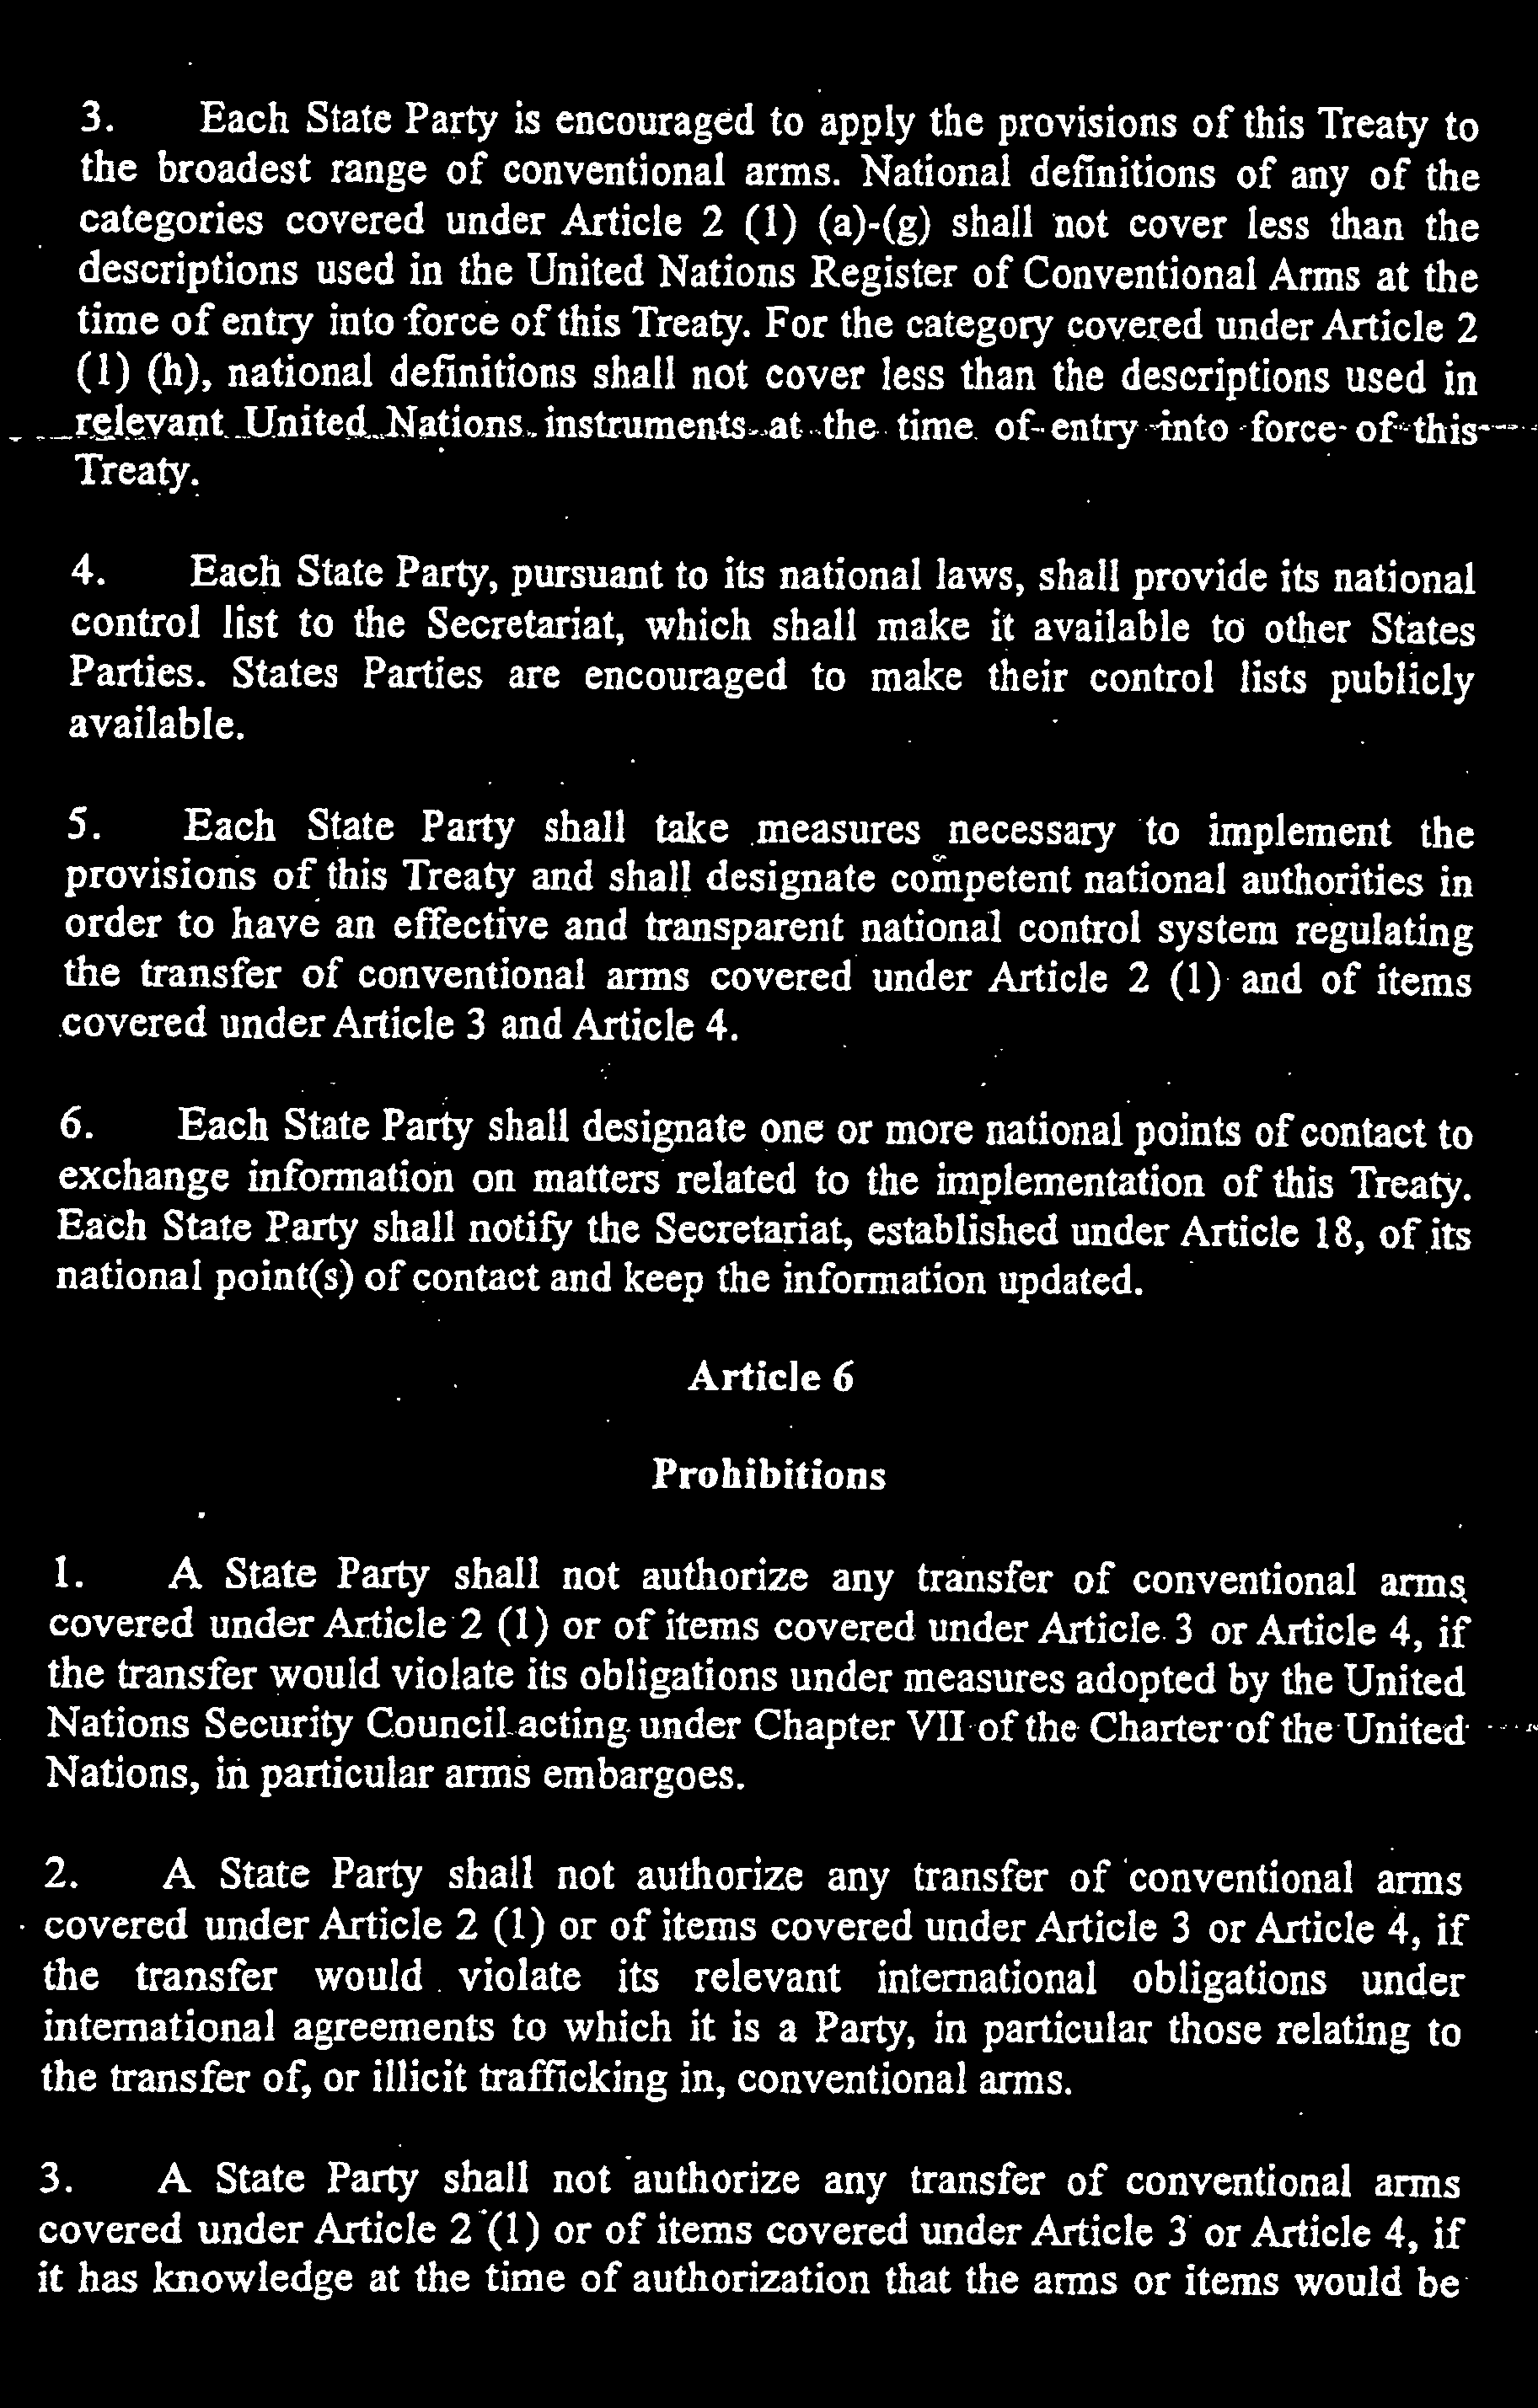 3. Each State Party is encouraged to apply the provisions of this Treaty to
the broadest range of conventional arms. National definitions of any of the
categories covered under Article 2 (1) (a)-(g) shall not cover less than the
descriptions used in the United Nations Register of Conventional Arms at the
time of entry into force of this Treaty. For the category covered under Article 2
(1) (h), national definitions shall not cover less than the descriptions used in
relevant United Nations instruments at the time of entry into force of this
Treaty.
4. Each State Party, pursuant to its national laws, shall provide its national
control list to the Secretariat, which shall make it available to other States
Parties. States Parties are encouraged to make their control lists publicly
available.
5. Each State Party shall take measures necessary to implement the
provisions of this Treaty and shall designate competent national authorities in
order to have an effective and transparent national control system regulating
the transfer of conventional arms covered under Article 2 (1) and of items
covered under Article 3 and Article 4.
6. Each State Party shall designate one or more national points of contact to
exchange information on matters related to the implementation of this Treaty.
Each State Party shall notify the Secretariat, established under Article 18, of its
national point(s) of contact and keep the information updated.
Article 6
Prohibitions
1. A State Party shall not authorize any transfer of conventional arms
covered under Article 2 (1) or of items covered under Article 3 or Article 4, if
the transfer would violate its obligations under measures adopted by the United
Nations Security Council acting under Chapter VII of the Charter of the United
Nations, in particular arms embargoes.
2. A State Party shall not authorize any transfer of conventional arms
covered under Article 2 (1) or of items covered under Article 3 or Article 4, if
the transfer would violate its relevant international obligations under
international agreements to which it is a Party, in particular those relating to
the transfer of, or illicit trafficking in, conventional arms.
3. A State Party shall not authorize any transfer of conventional arms
covered under Article 2 (1) or of items covered under Article 3 or Article 4, if
it has knowledge at the time of authorization that the arms or items would be